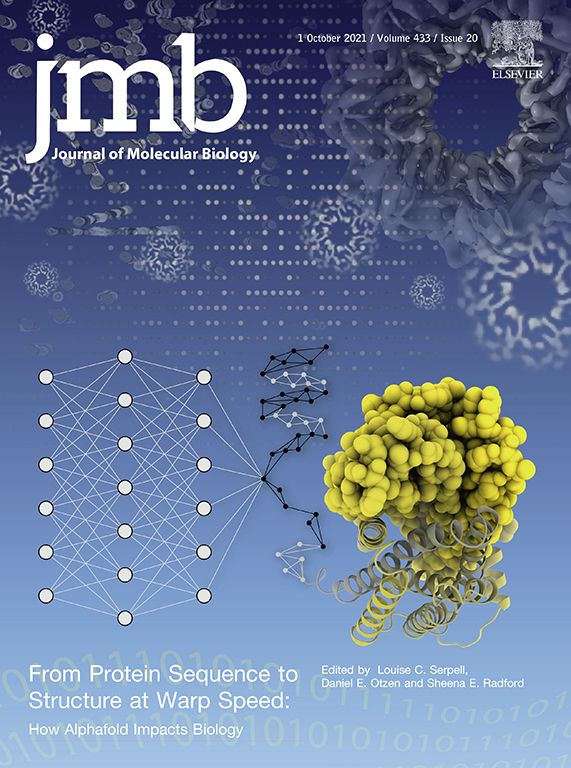 1 October 2021 / Volume 433 / Issue 20
ELSEVIER
jmb
Journal of Molecular Biology
From Protein Sequence to
Structure at Warp Speed:
How Alphafold Impacts Biology
Edited by Louise C. Serpell,
Daniel E. Otzen and Sheena E. Radford